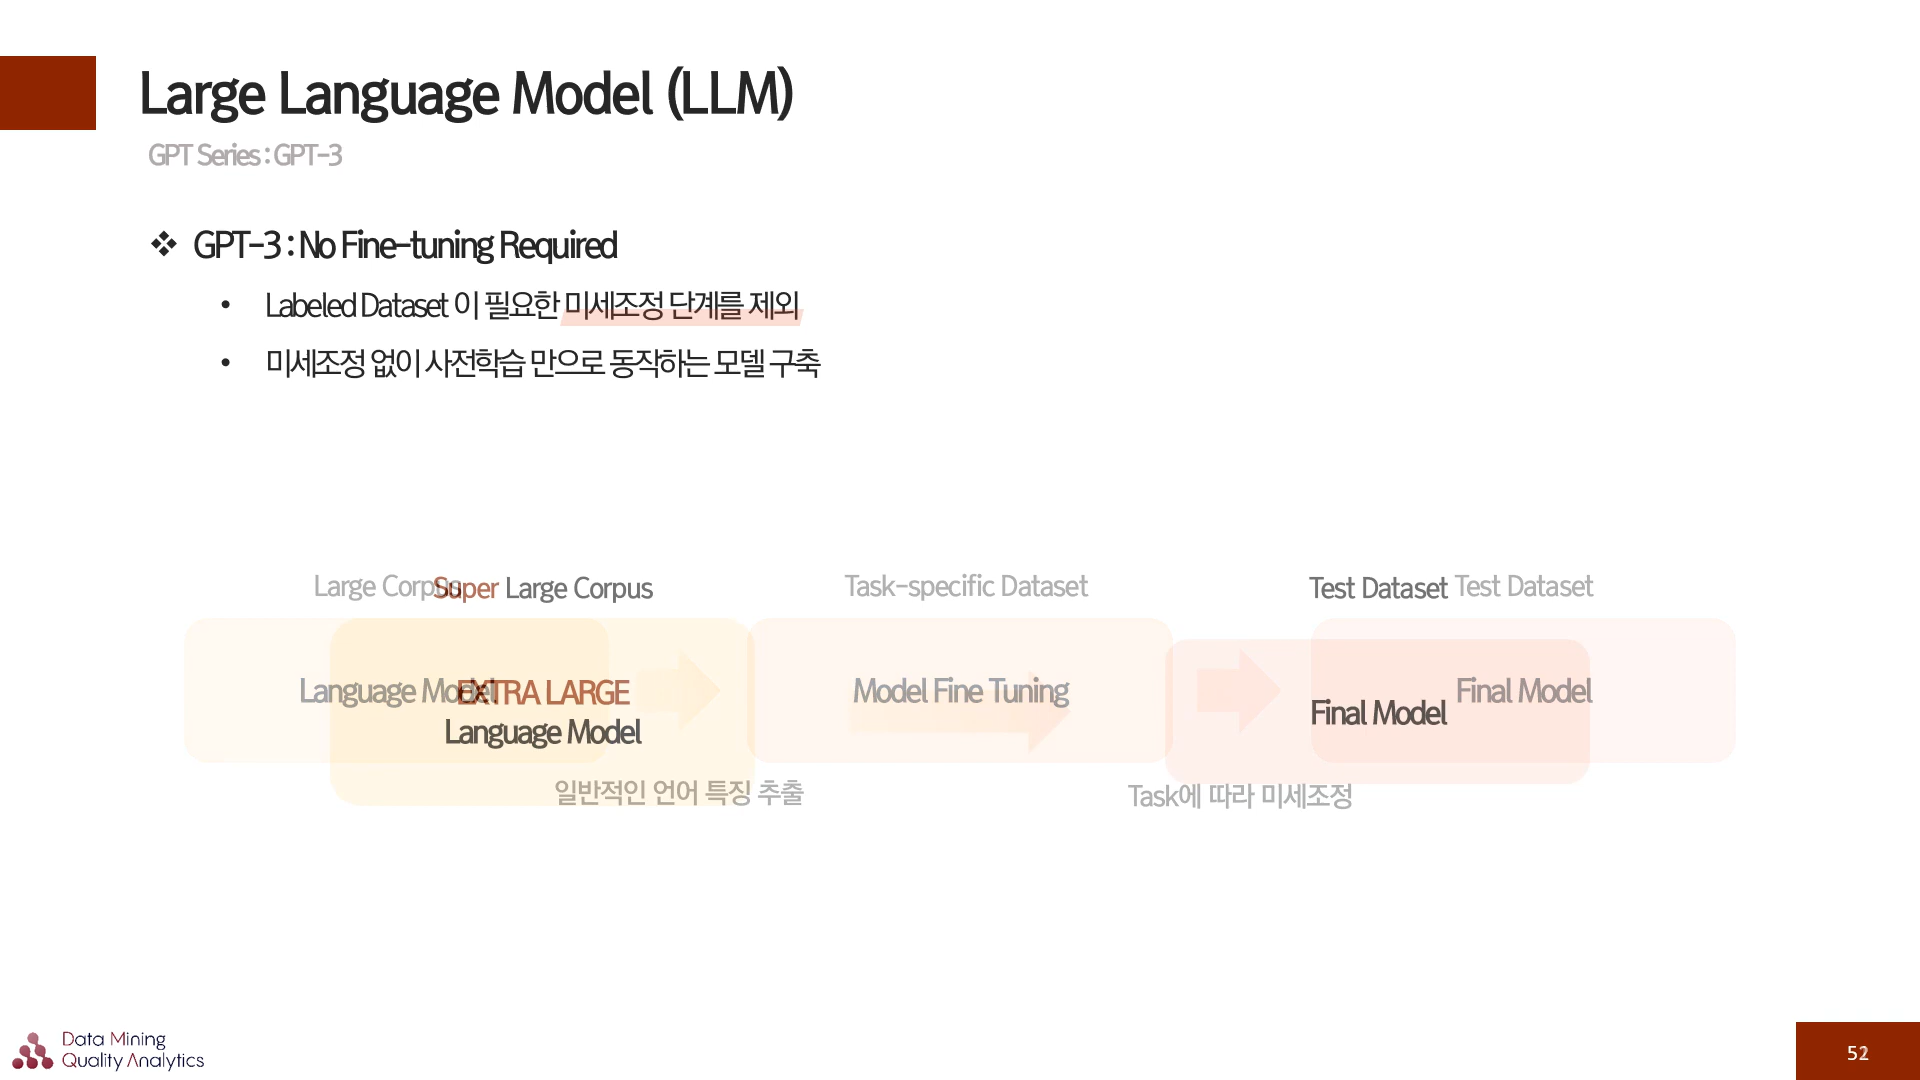 Large Language Model (LLM)
GPT Series : GPT-3
GPT-3 : No Fine-tuning Required
Labeled Dataset 이 필요한 미세조정 단계를 제외
미세조정 없이 사전학습 만으로 동작하는 모델 구축
Large Corpus
Super Large Corpus
Task-specific Dataset
Test Dataset
Test Dataset
Language Model
EXTRA LARGE
Language Model
Model Fine Tuning
Final Model
Final Model
일반적인 언어 특징 추출
Task에 따라 미세조정
Data Mining
Quality Analytics